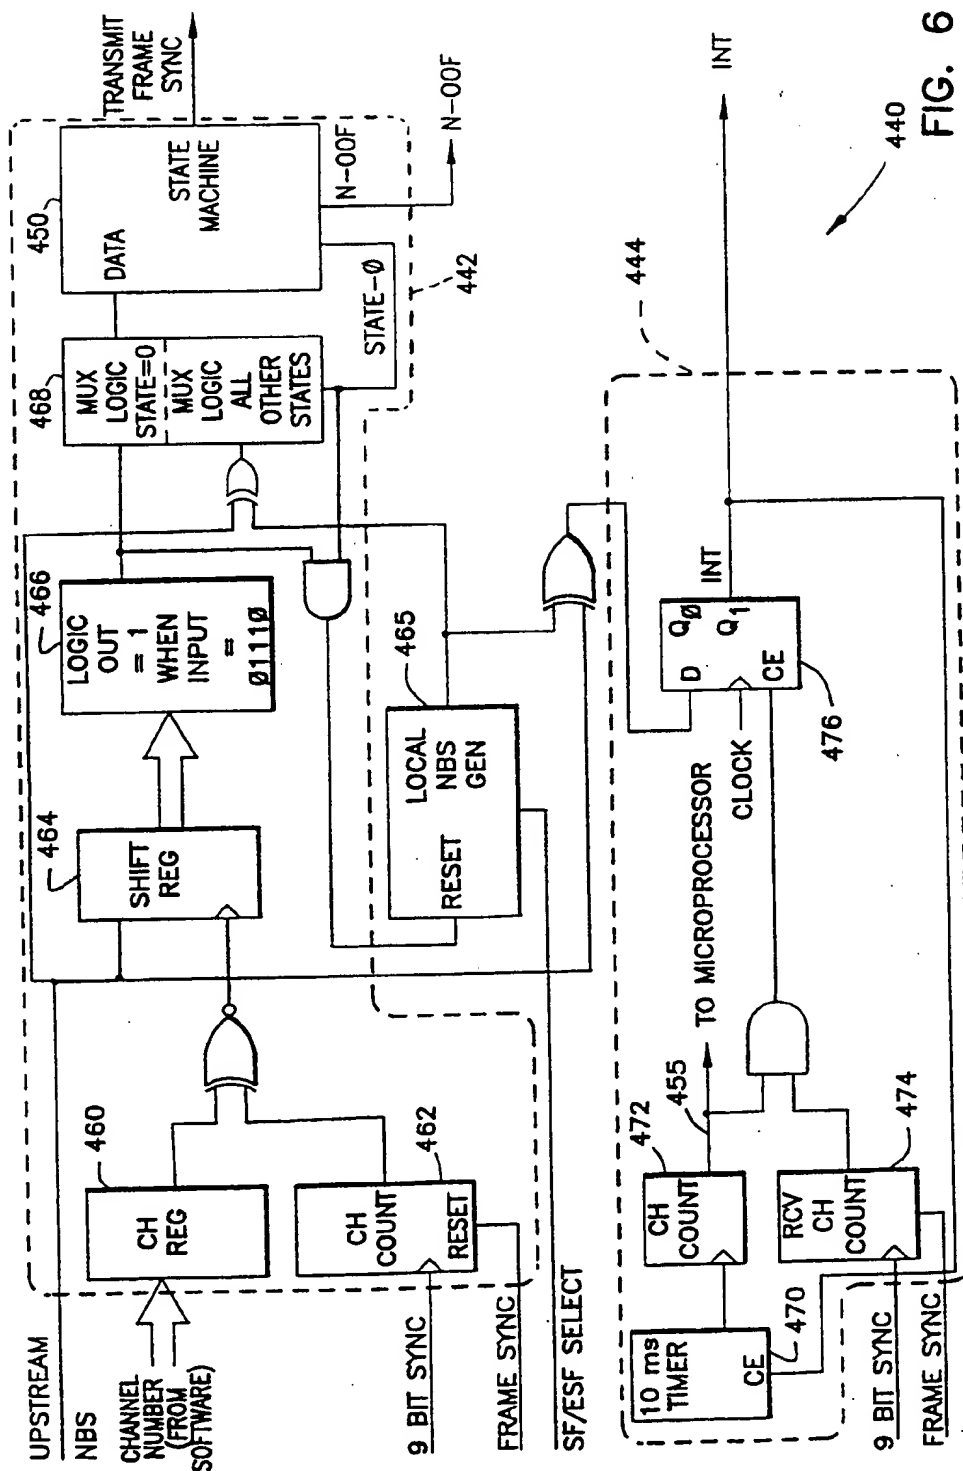 UPSTREAM
NBS
CHANNEL
NUMBER
(FROM
SOFTWARE)
9 BIT SYNC
FRAME SYNC
SF/ESF SELECT
460
CH
REG
CH
COUNT
RESET
462
464
SHIFT
REG
466
LOGIC
OUT
= 1
WHEN
INPUT
=
Ø111Ø
LOCAL
NBS
GEN
RESET
465
468
MUX
LOGIC
STATE=0
MUX
LOGIC
ALL
OTHER
STATES
STATE-Ø
442
450
DATA
STATE
MACHINE
N-OOF
N-OOF
TRANSMIT
FRAME
SYNC
10 ms
TIMER
CE
470
9 BIT SYNC
FRAME SYNC
472
CH
COUNT
455
TO MICROPROCESSOR
RCV
CH
COUNT
474
CLOCK
D
QØ
Q1
CE
476
INT
444
INT
440
FIG. 6